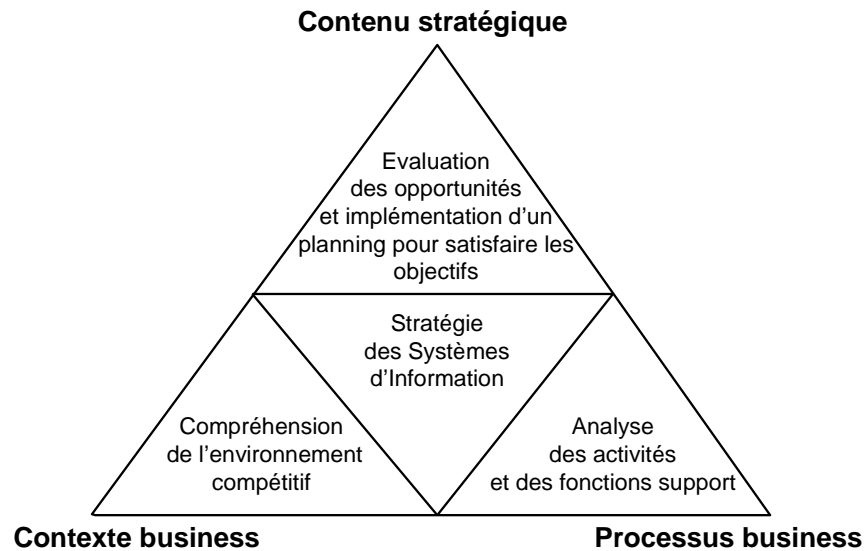 Contenu stratégique
Evaluation
des opportunités
et implémentation d’un
planning pour satisfaire les
objectifs
Stratégie
des Systèmes
d’Information
Compréhension
de l’environnement
compétitif
Analyse
des activités
et des fonctions support
Contexte business
Processus business